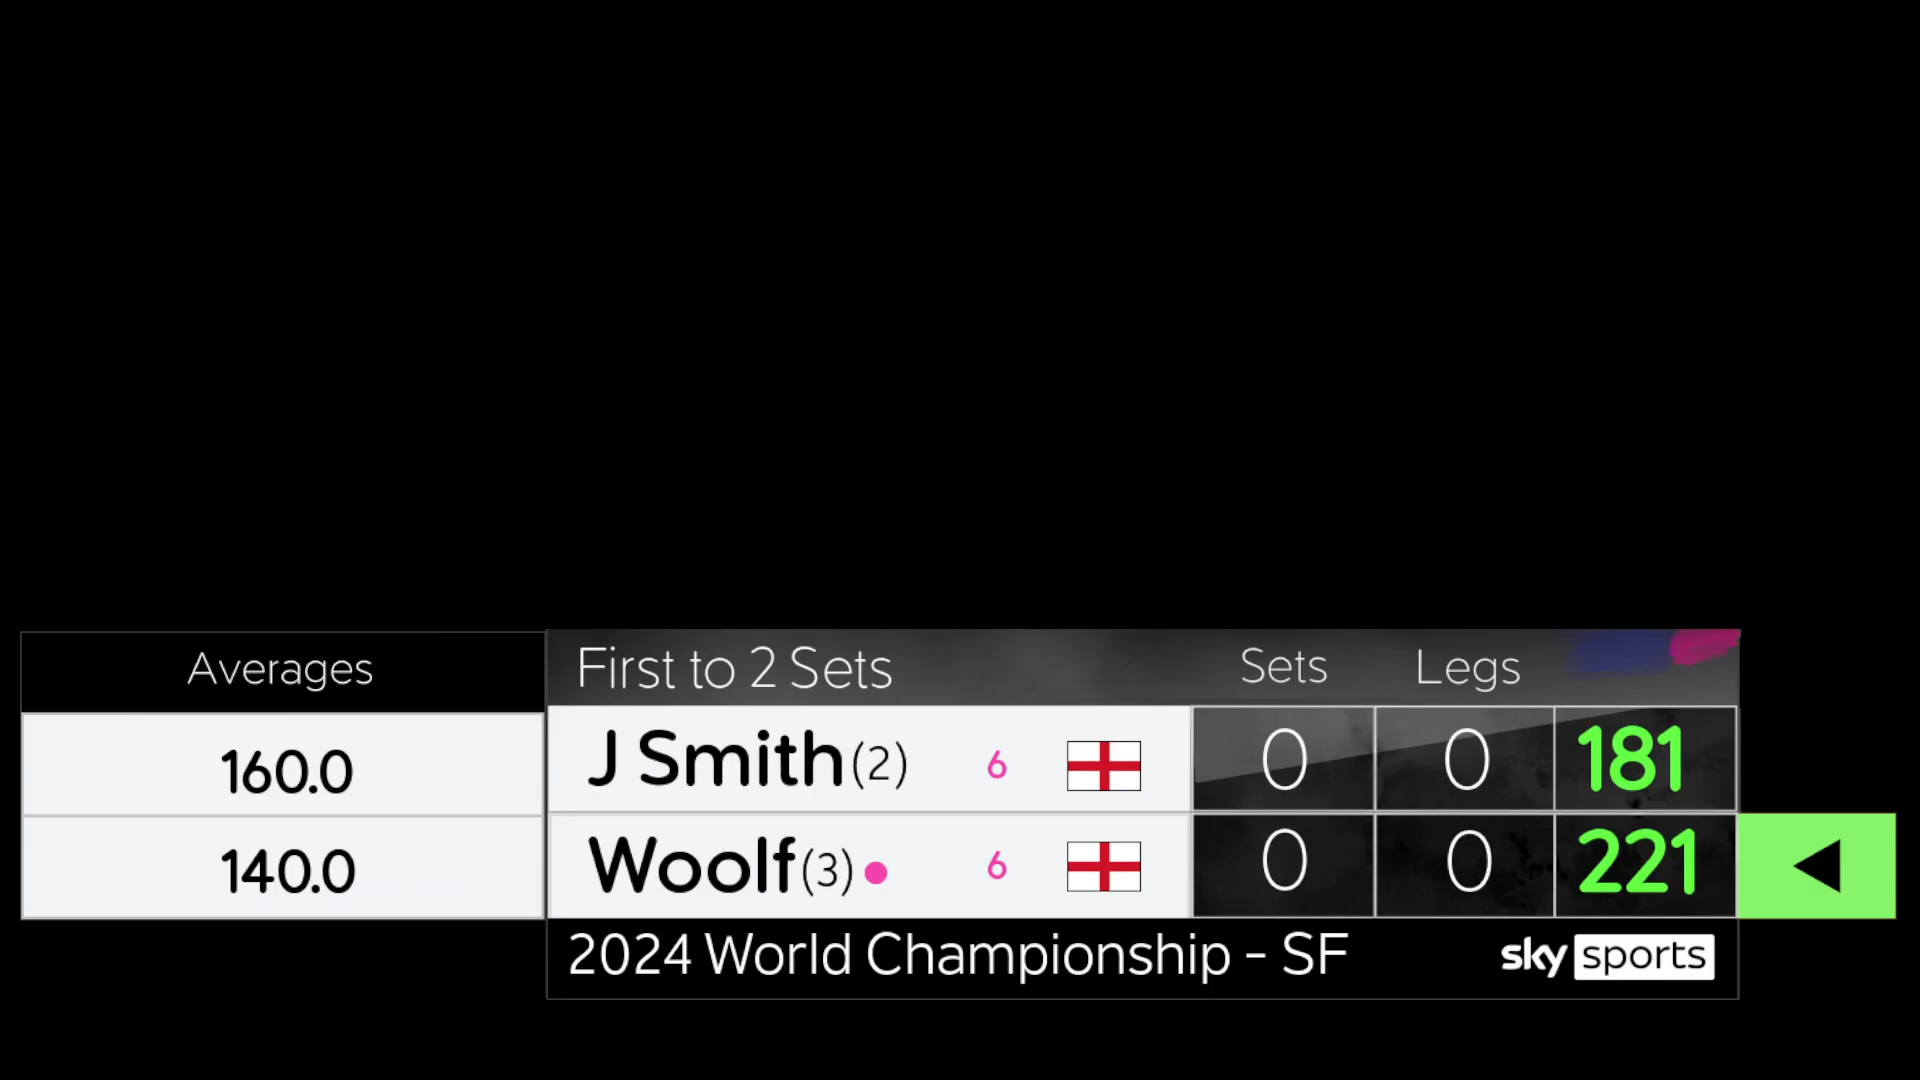 Averages First to 2 Sets Sets Legs
160.0 J Smith (2) 6 0 0 181
140.0 Woolf (3) 6 0 0 221
2024 World Championship - SF sky sports